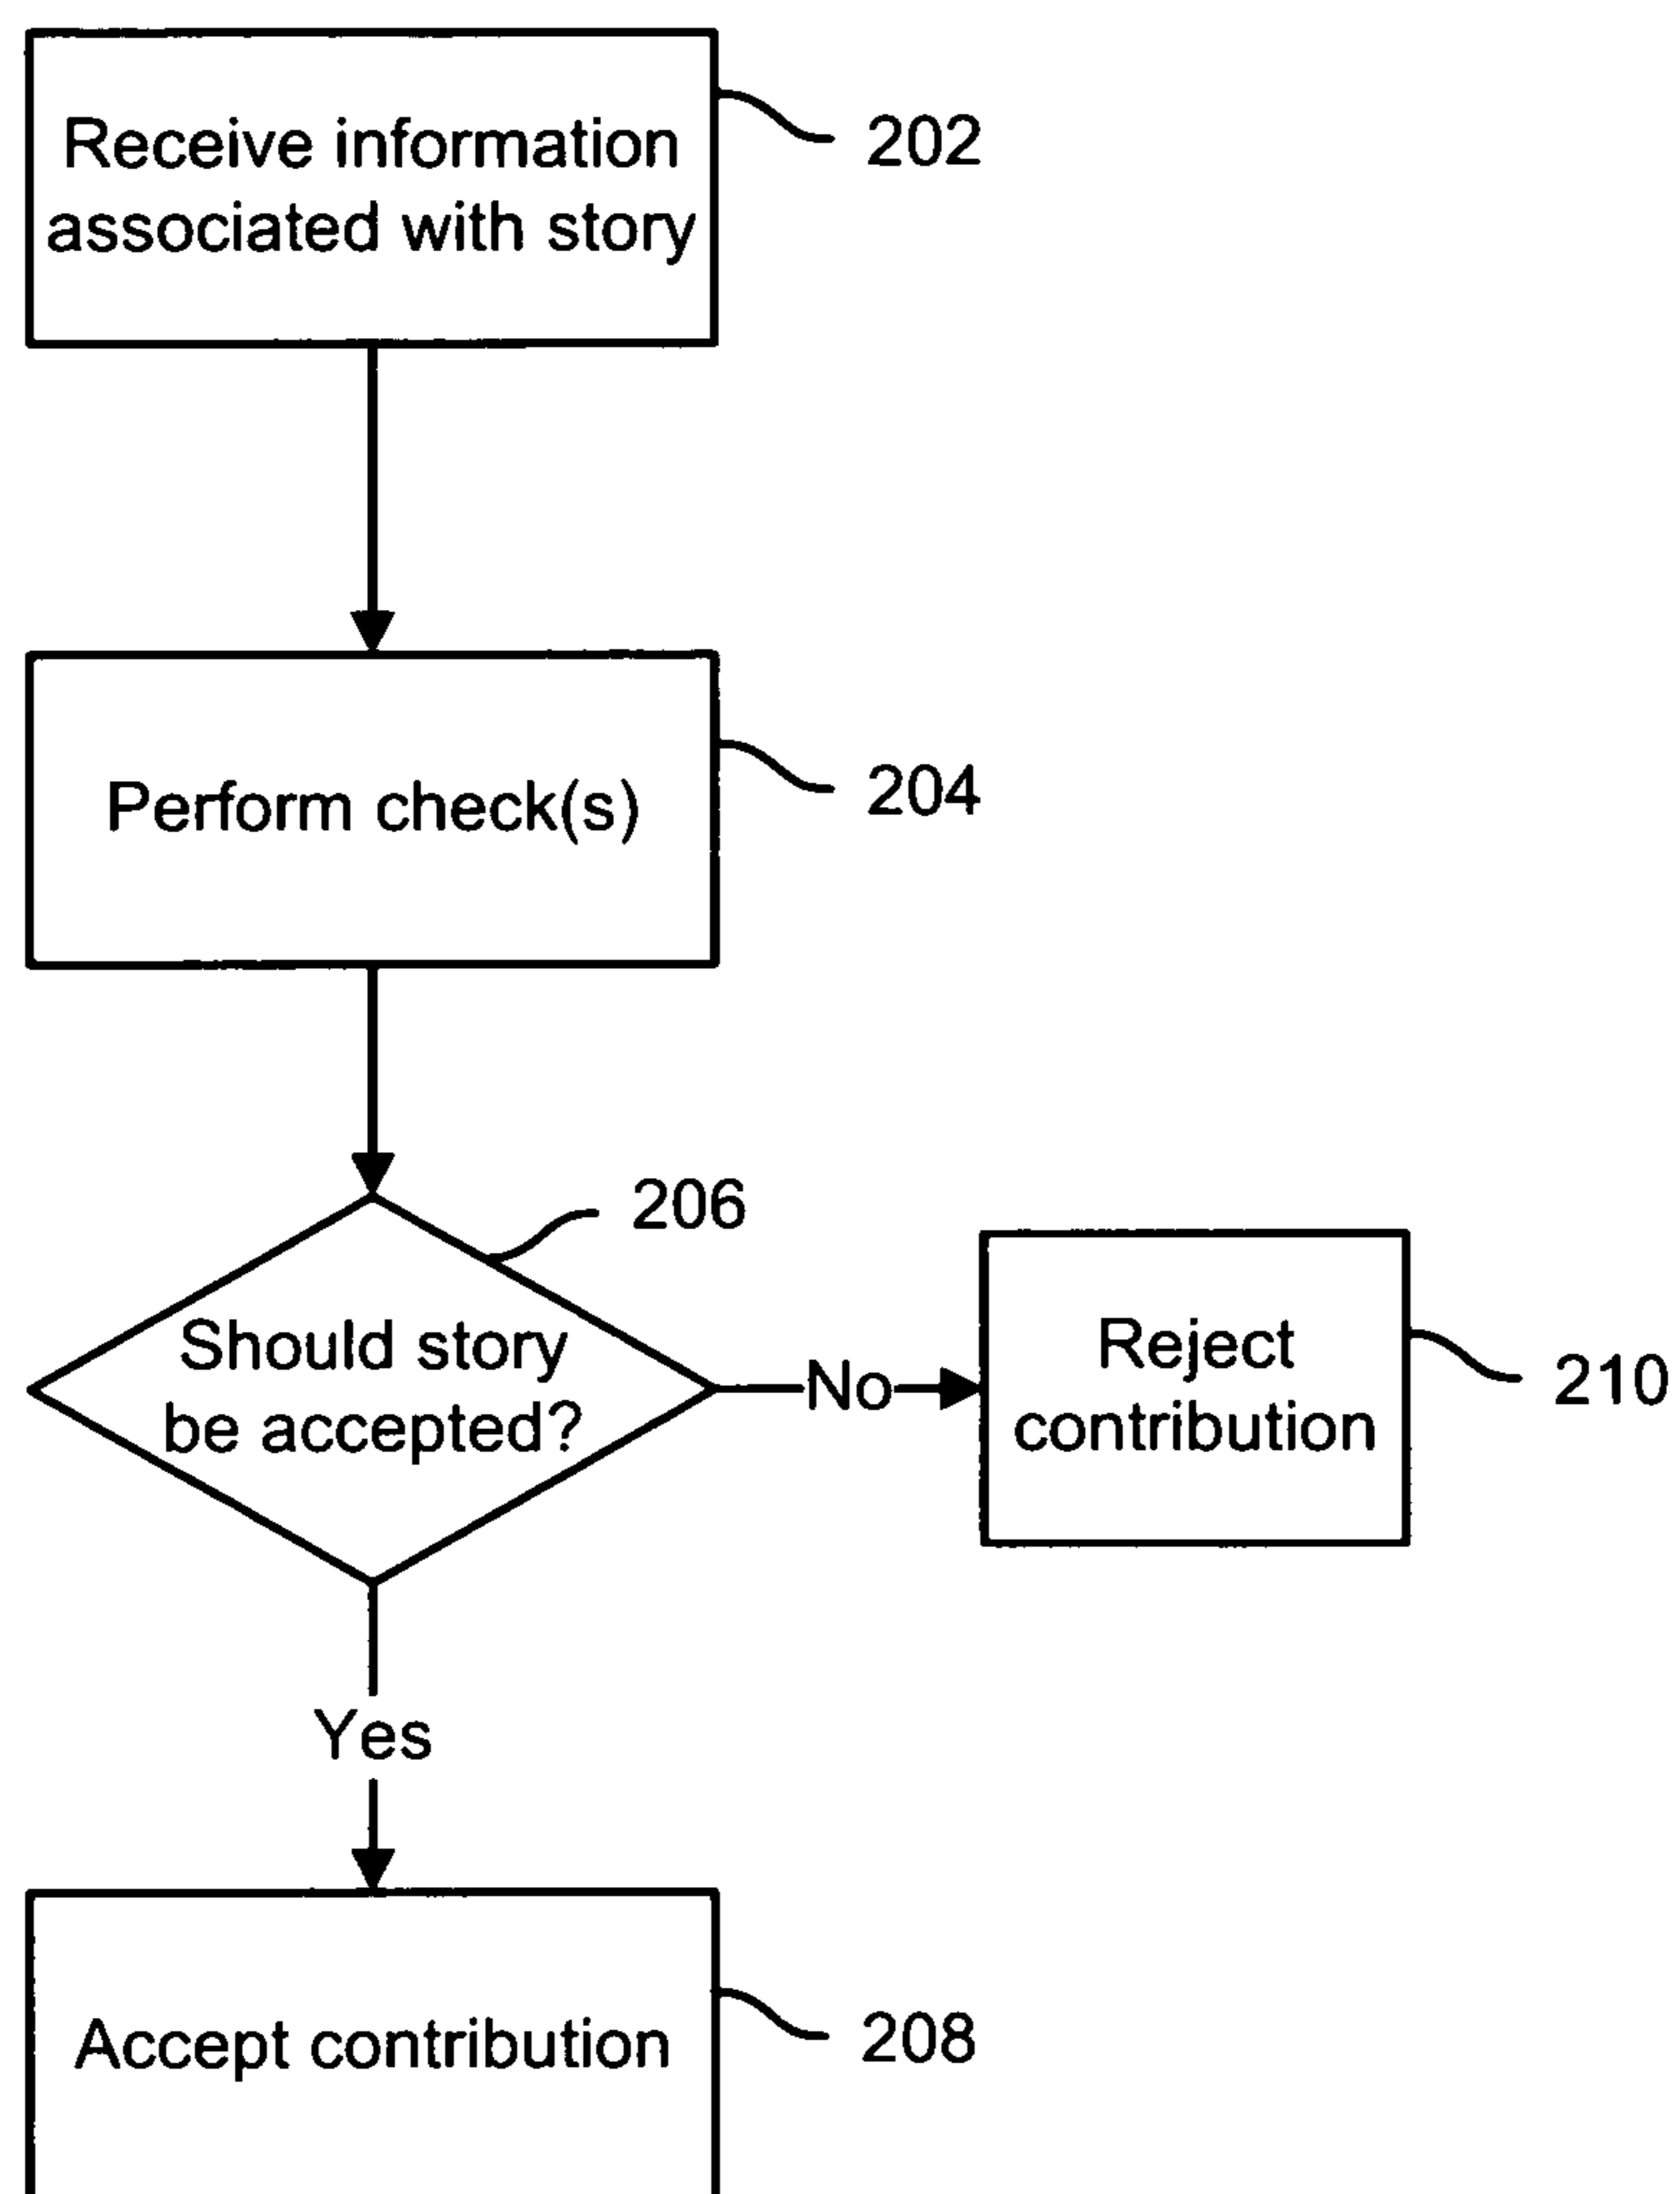 Receive information
associated with story
202
Perform check(s)
204
206
Should story
be accepted?
No
Reject
contribution
210
Yes
Accept contribution
208